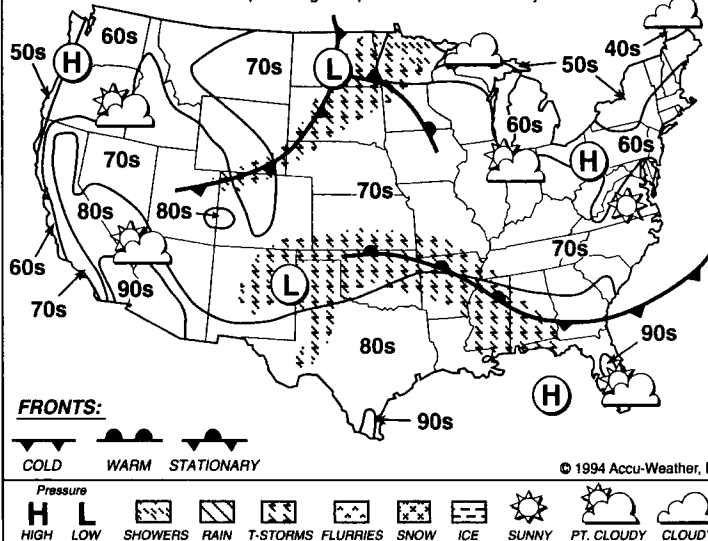 60s
50s
H
70s
L
40s
50s
60s
60s
H
70s
80s
80s
70s
70s
60s
90s
70s
L
80s
90s
H
90s
FRONTS:
COLD WARM STATIONARY
© 1994 Accu-Weather,
Pressure
H L
HIGH LOW SHOWERS RAIN T-STORMS FLURRIES SNOW ICE SUNNY PT. CLOUDY CLOUDY